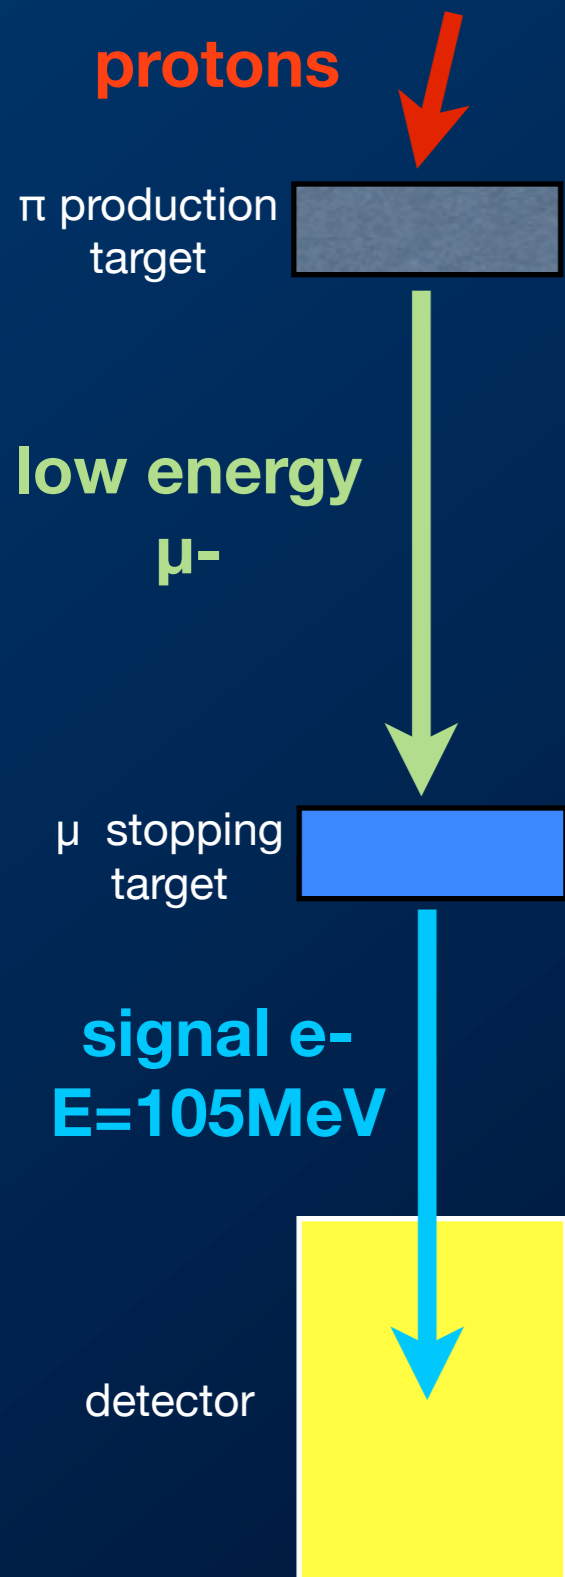 protons
π production
target
low energy
μ-
μ stopping
target
signal e-
E=105MeV
detector